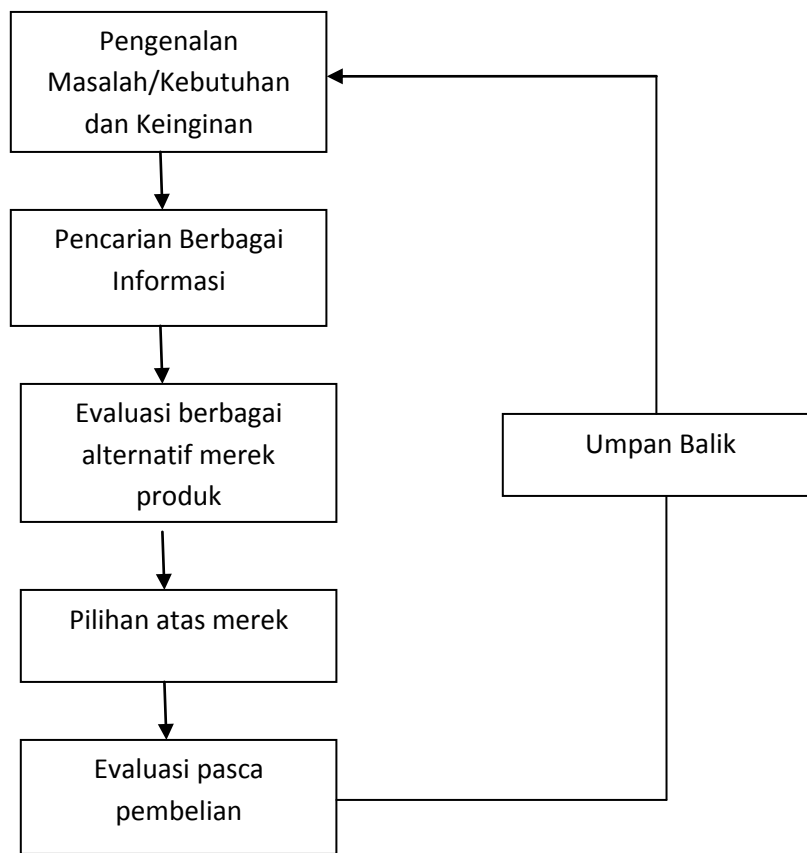 Pengenalan
Masalah/Kebutuhan
dan Keinginan
Pencarian Berbagai
Informasi
Evaluasi berbagai
alternatif merek
produk
Umpan Balik
Pilihan atas merek
Evaluasi pasca
pembelian